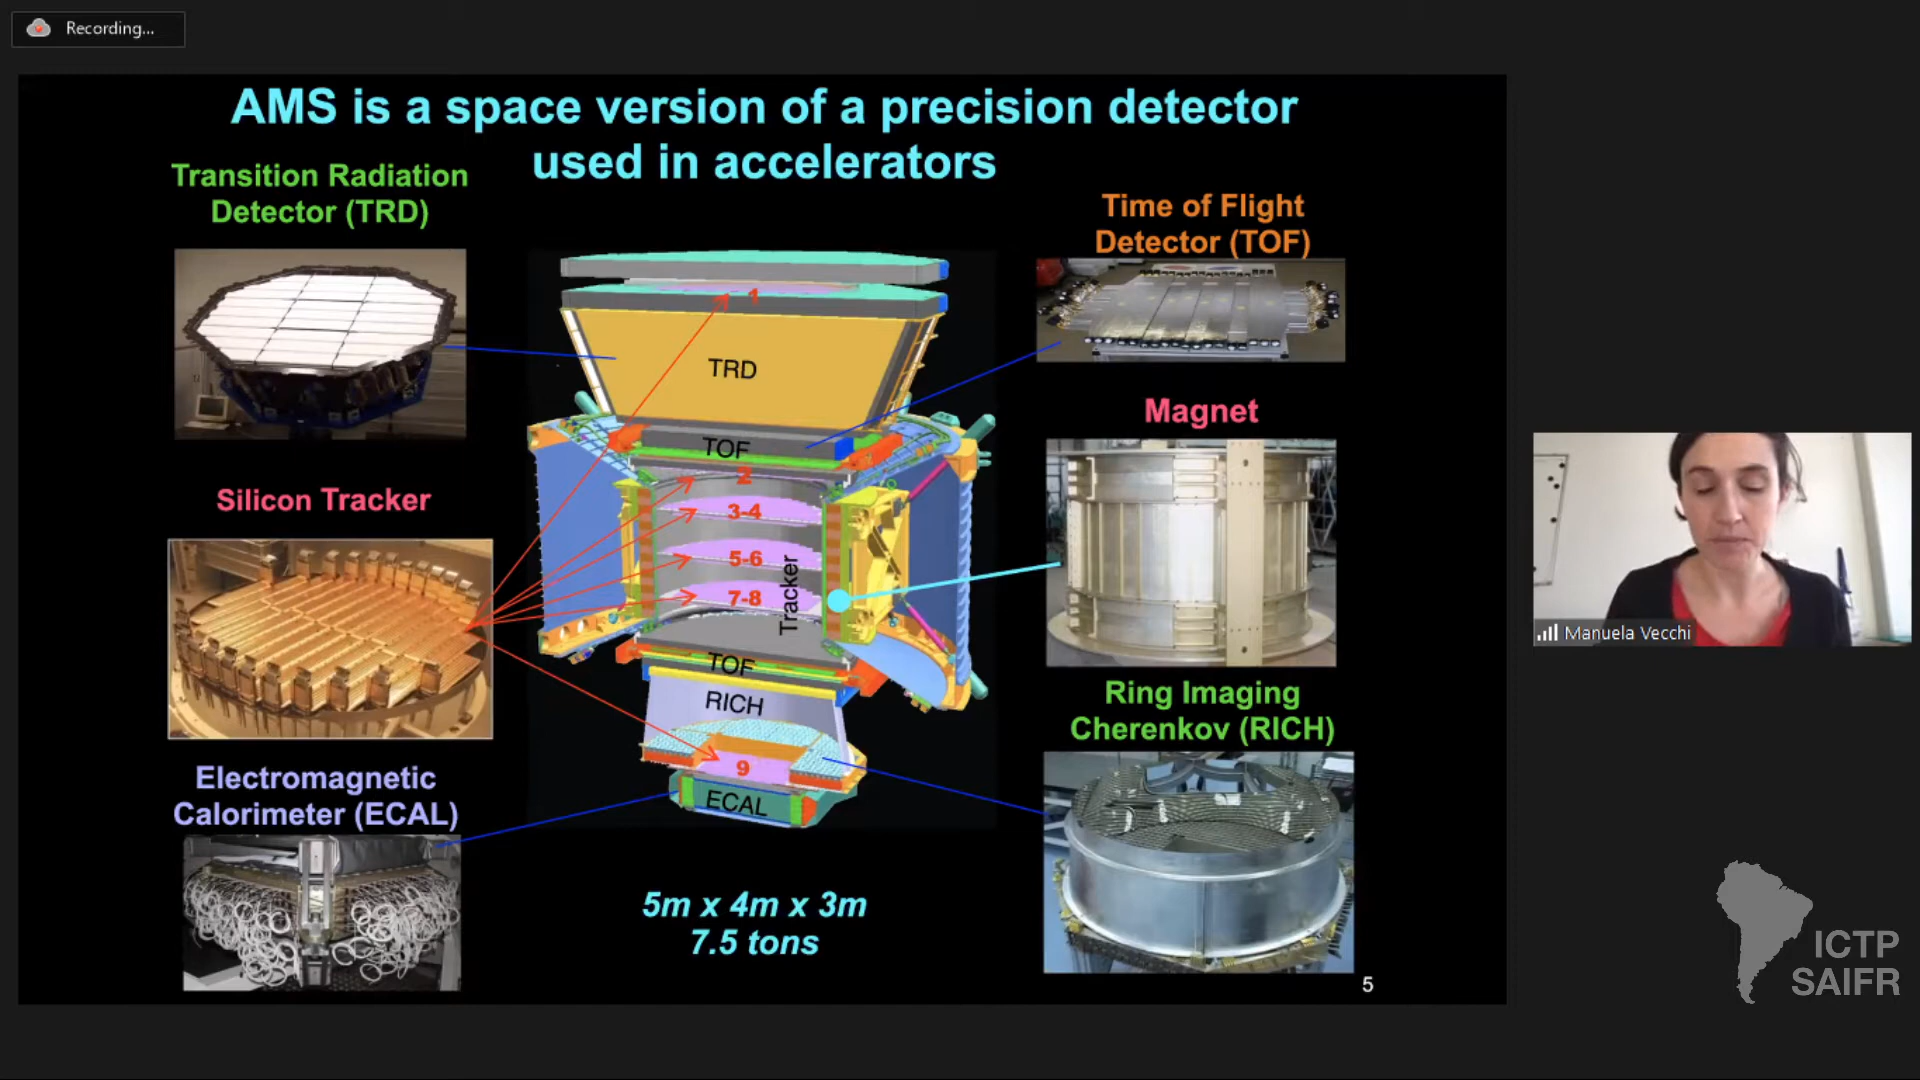 Recording...
AMS is a space version of a precision detector
used in accelerators
Transition Radiation
Detector (TRD)
Time of Flight
Detector (TOF)
Silicon Tracker
Magnet
Electromagnetic
Calorimeter (ECAL)
Ring Imaging
Cherenkov (RICH)
1
TRD
TOF
2
3-4
5-6
7-8
Tracker
TOF
RICH
9
ECAL
5m x 4m x 3m
7.5 tons
5
Manuela Vecchi
ICTP
SAIFR